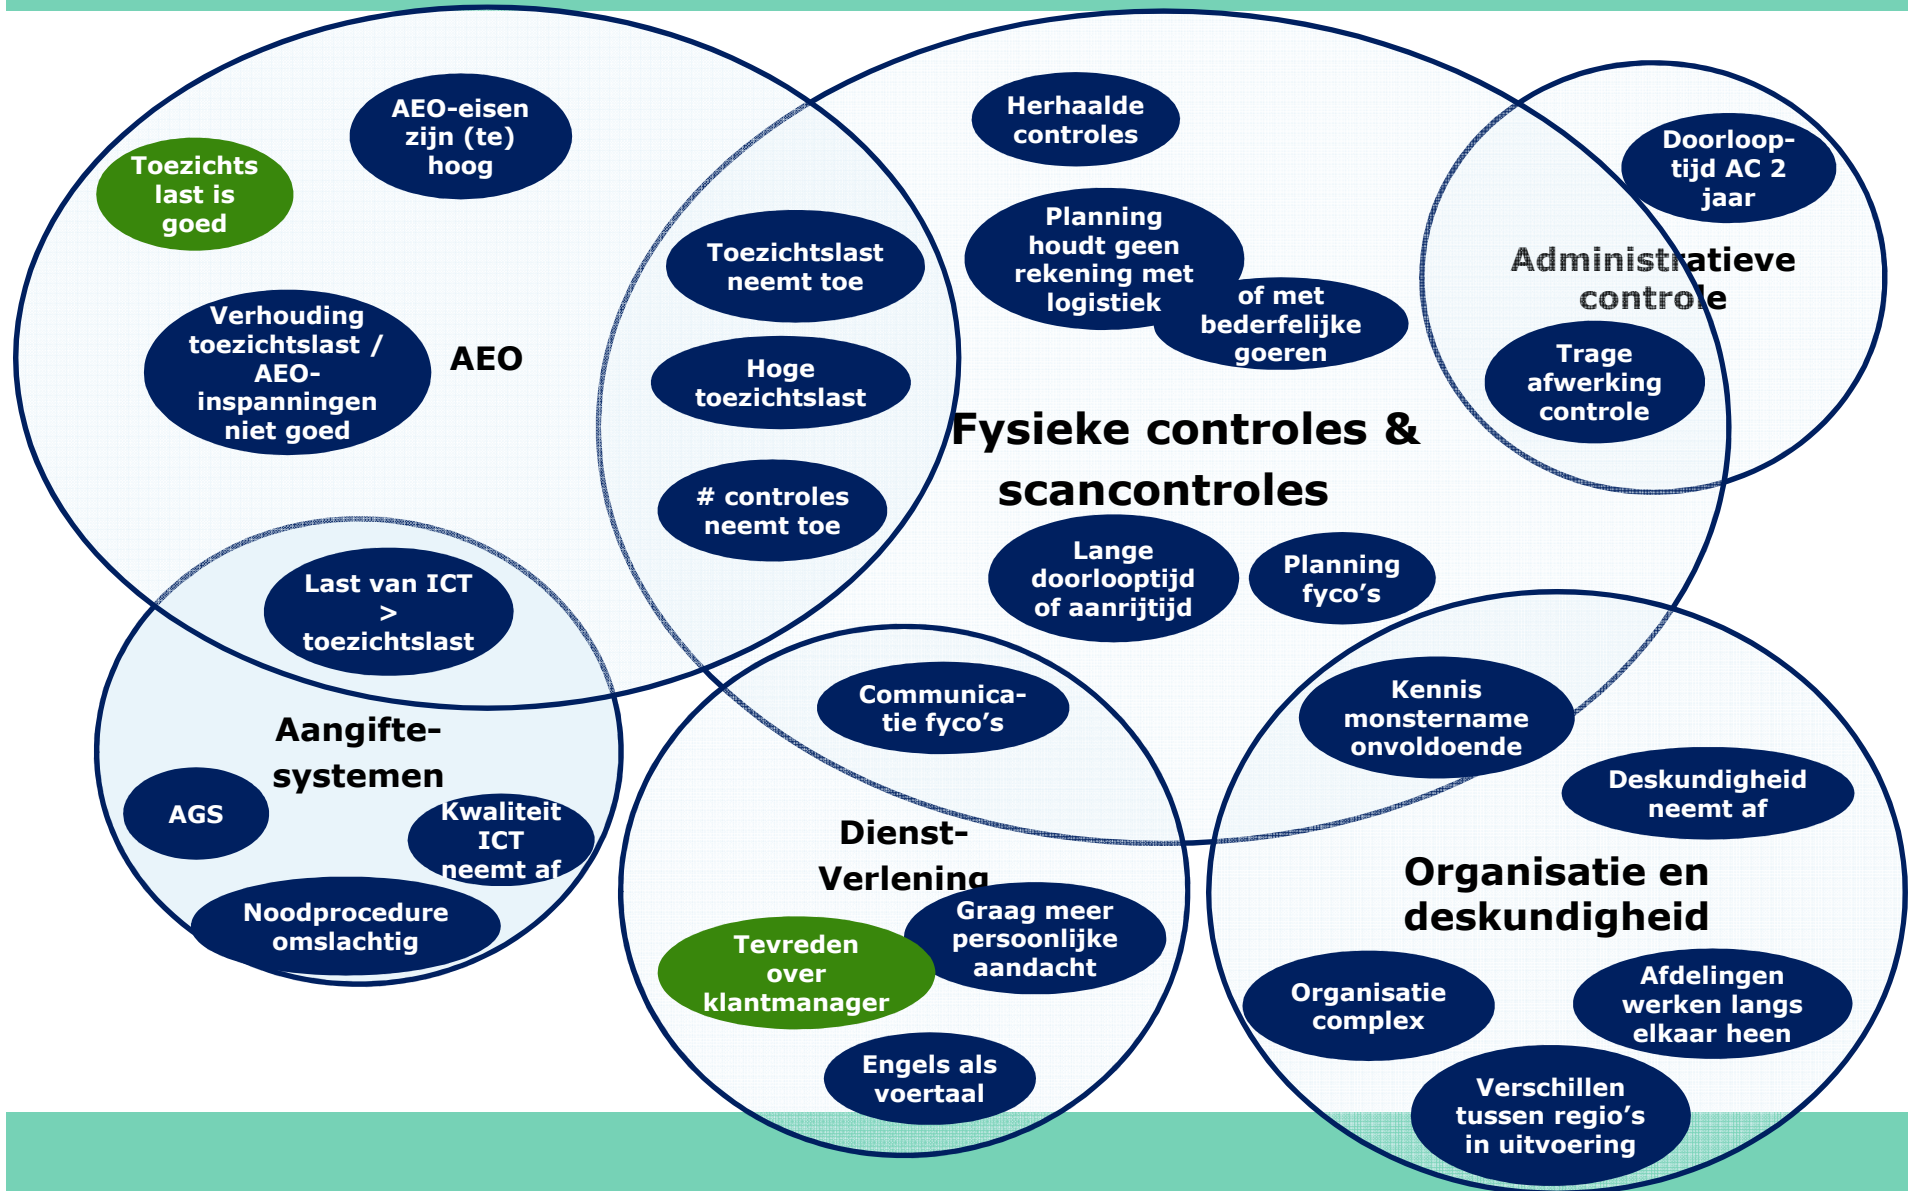 AEO-eisen
zijn (te)
hoog
Toezichts
last is
goed
Verhouding
toezichtslast /
AEO-
inspanningen
niet goed
AEO
Toezichtslast
neemt toe
Hoge
toezichtslast
# controles
neemt toe
Herhaalde
controles
Planning
houdt geen
rekening met
logistiek
of met
bederfelijke
goeren
Fysieke controles &
scancontroles
Lange
doorlooptijd
of aanrijtijd
Planning
fyco’s
Doorloop-
tijd AC 2
jaar
Administratieve
controle
Trage
afwerking
controle
Last van ICT
>
toezichtslast
Aangifte-
systemen
AGS
Kwaliteit
ICT
neemt af
Noodprocedure
omslachtig
Communica-
tie fyco’s
Dienst-
Verlening
Graag meer
persoonlijke
aandacht
Tevreden
over
klantmanager
Engels als
voertaal
Kennis
monstername
onvoldoende
Deskundigheid
neemt af
Organisatie en
deskundigheid
Organisatie
complex
Afdelingen
werken langs
elkaar heen
Verschillen
tussen regio’s
in uitvoering